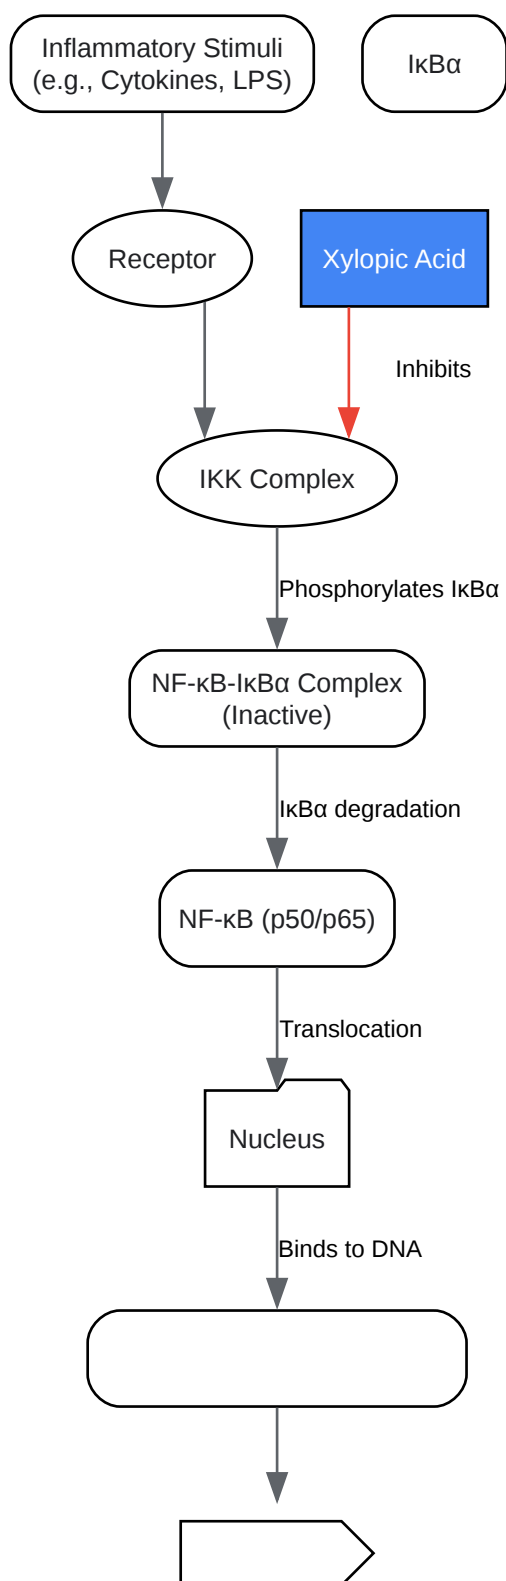 Inflammatory Stimuli
(e.g., Cytokines, LPS)
IκBα
Receptor
Xylopic Acid
Inhibits
IKK Complex
Phosphorylates IκBα
NF-κB-IκBα Complex
(Inactive)
IκBα degradation
NF-κB (p50/p65)
Translocation
Nucleus
Binds to DNA